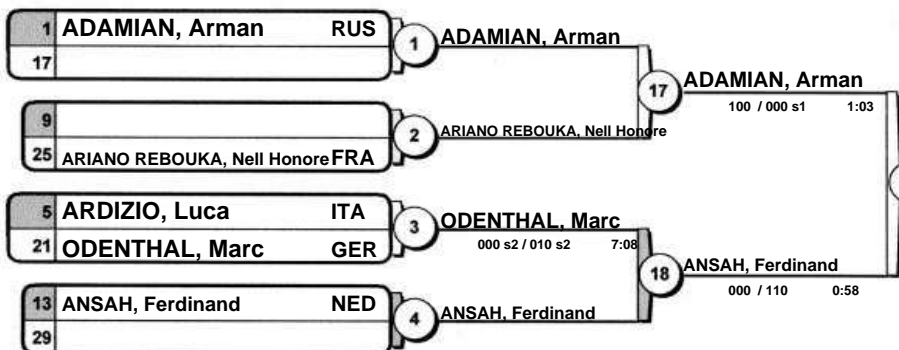 1 ADAMIAN, Arman RUS
17
1 ADAMIAN, Arman
9
25 ARIANO REBOUKA, Nell Honore FRA
2 ARIANO REBOUKA, Nell Honore
17 ADAMIAN, Arman
100 / 000 s1 1:03
5 ARDIZIO, Luca ITA
21 ODENTHAL, Marc GER
3 ODENTHAL, Marc
000 s2 / 010 s2 7:08
13 ANSAH, Ferdinand NED
29
4 ANSAH, Ferdinand
18 ANSAH, Ferdinand
000 / 110 0:58